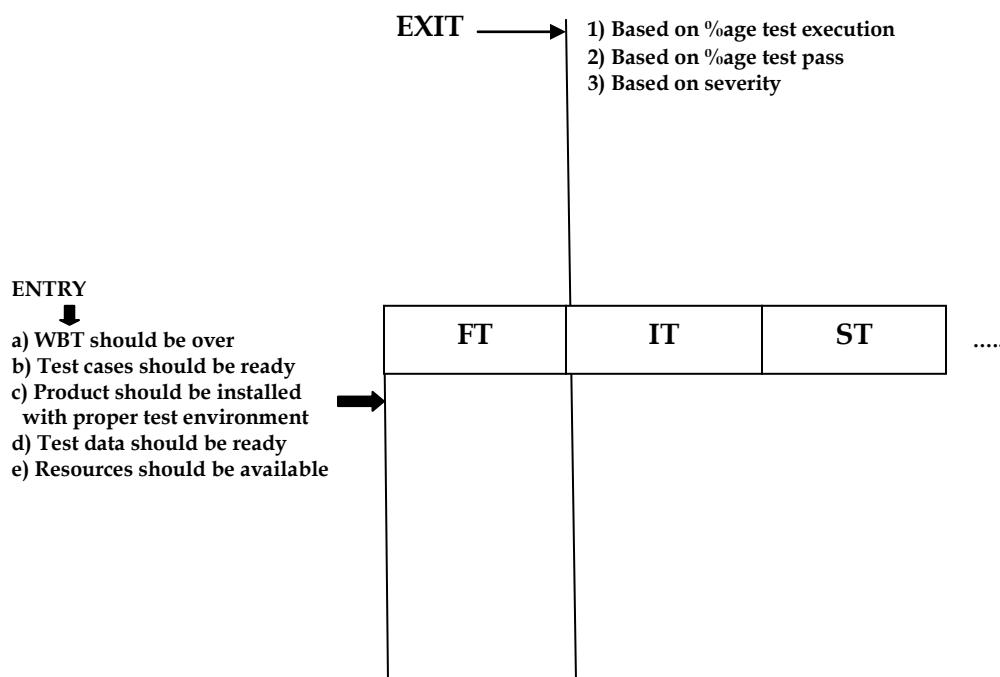 EXIT
1) Based on %age test execution
2) Based on %age test pass
3) Based on severity
ENTRY
a) WBT should be over
b) Test cases should be ready
c) Product should be installed
with proper test environment
d) Test data should be ready
e) Resources should be available
FT IT ST .....